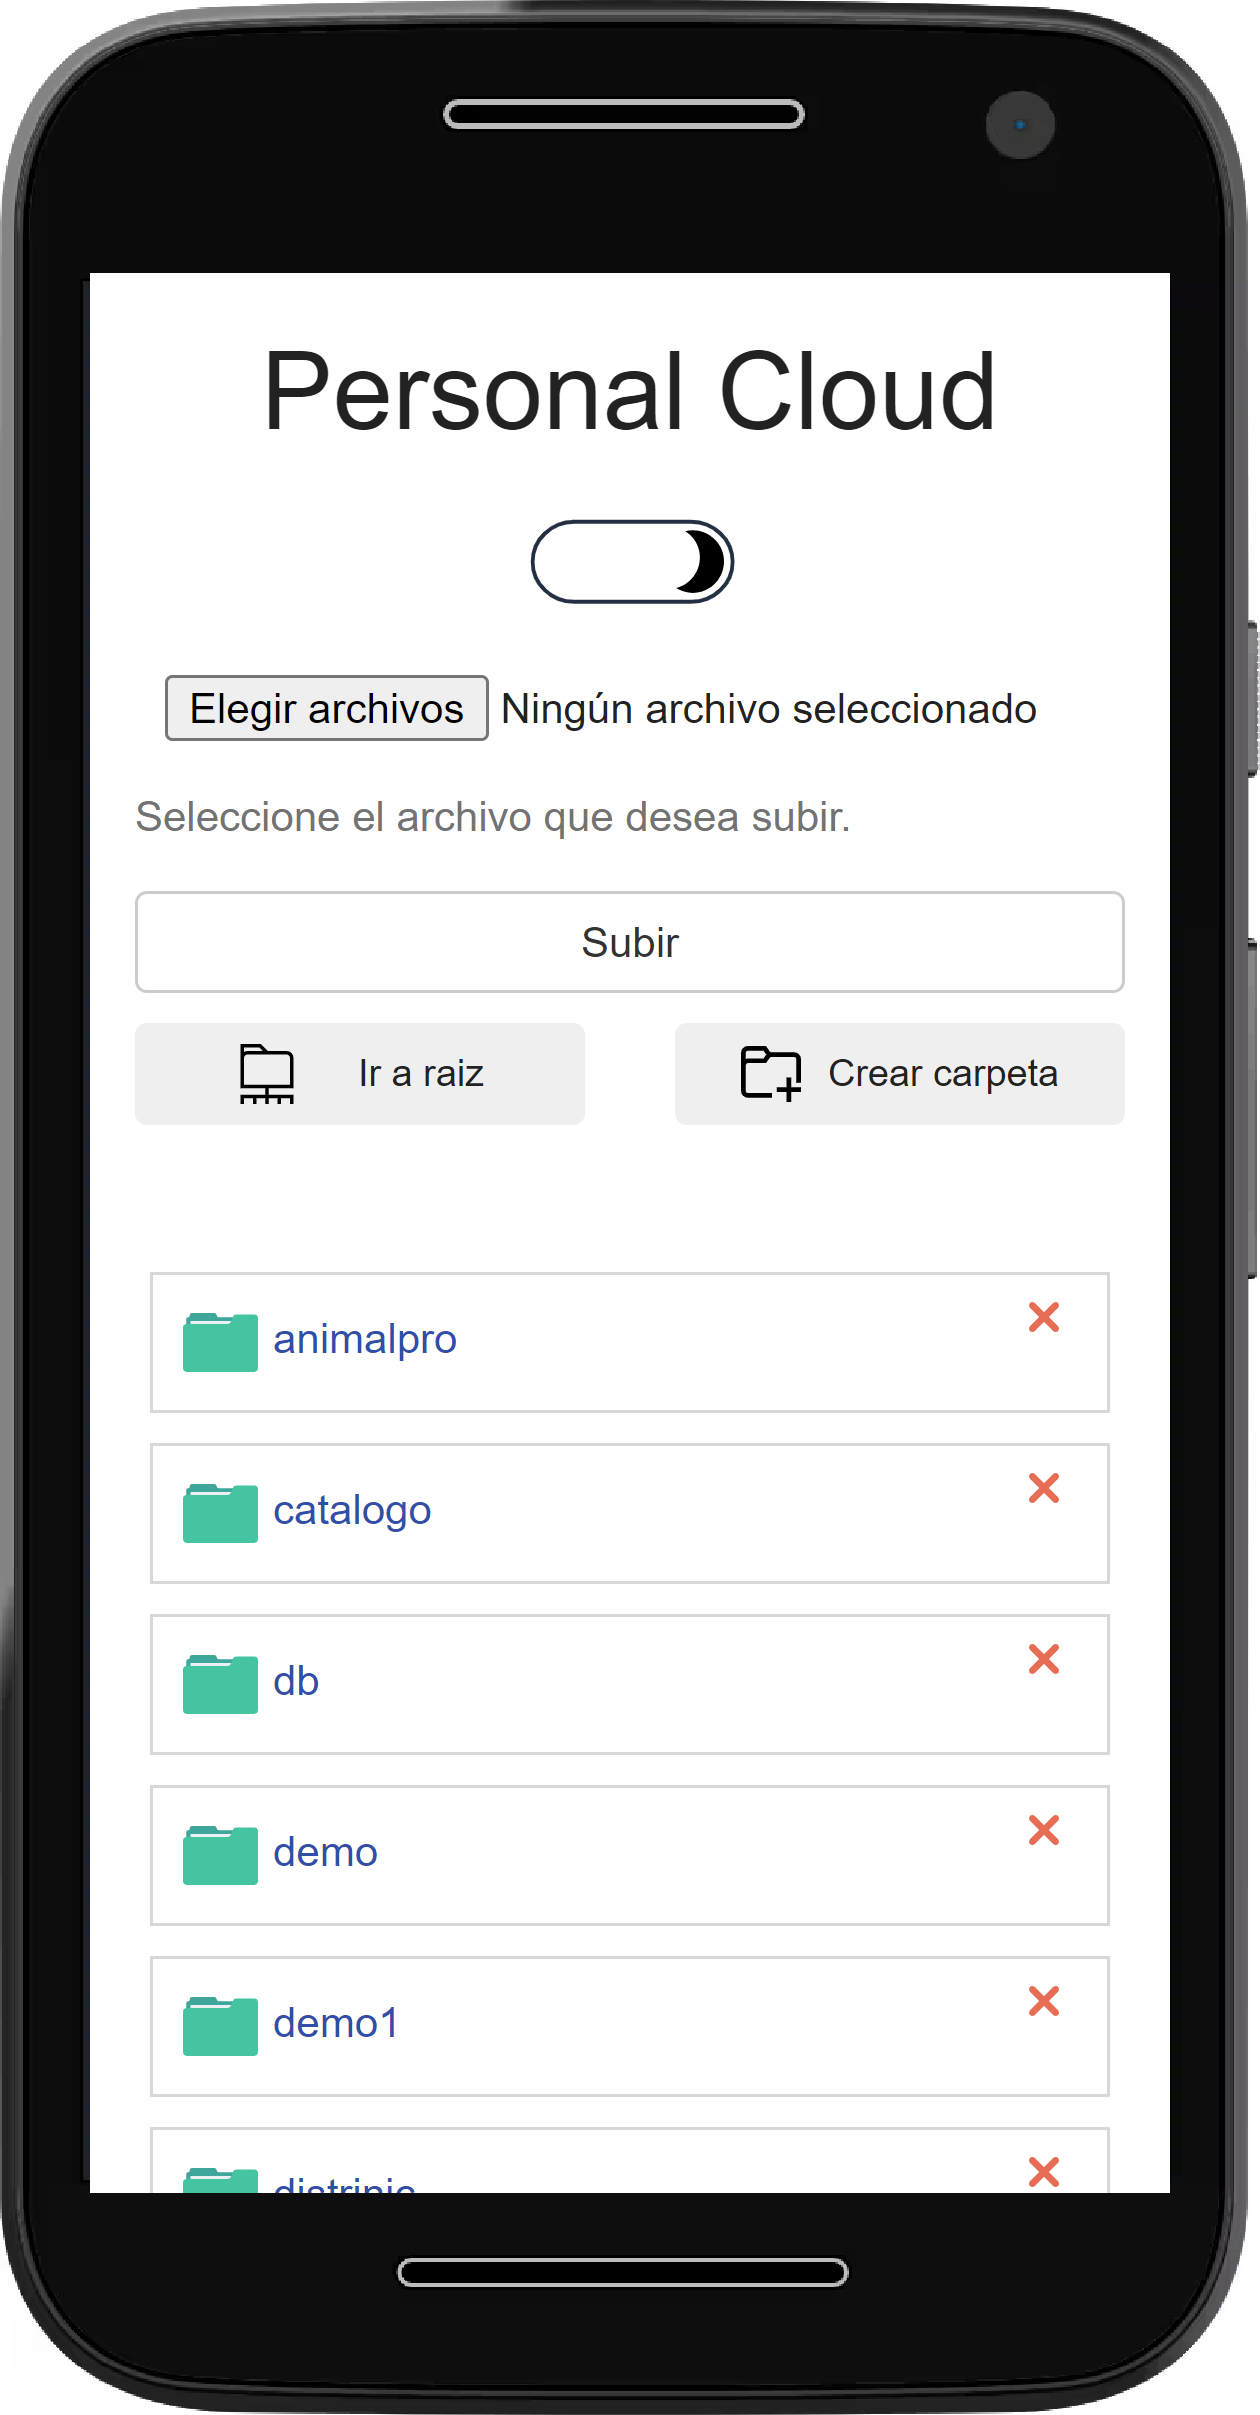 Personal Cloud
Elegir archivos Ningún archivo seleccionado
Seleccione el archivo que desea subir.
Subir
Ir a raiz
Crear carpeta
animalpro
catalogo
db
demo
demo1